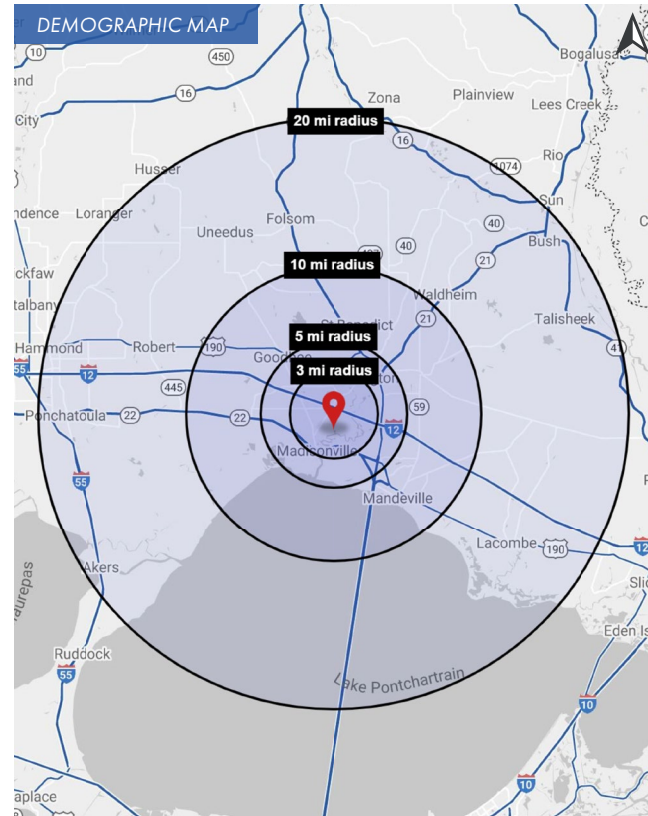 DEMOGRAPHIC MAP
450
Bogalusa
10
and
16
Zona
Plainview
Lees Creek
City
20 mi radius
16
Rio
1074
Husser
Sun
ndence
Loranger
Folsom
40
Uneedus
40
Bush
21
10 mi radius
ckfaw
Waldheim
talbany
21
Talisheek
St Benedict
5 mi radius
41
Hammond
Robert
190
3 mi radius
55
12
445
59
Ponchatoula
22
22
12
Madisonville
55
Mandeville
Lacombe
190
12
Akers
aurepas
Eden Is
Ruddock
55
Lake Pontchartrain
10
10
aplace